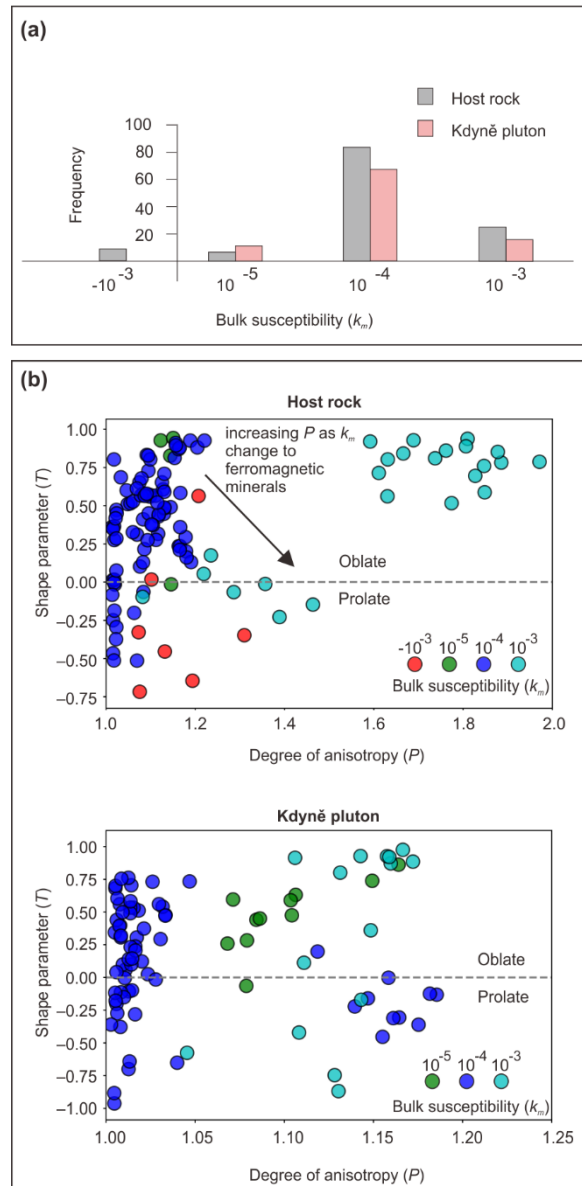 (a)
Host rock
Kdyně pluton
Frequency
100
80
60
40
20
-10⁻³
10⁻⁵
10⁻⁴
10⁻³
Bulk susceptibility (kₘ)
(b)
Host rock
Shape parameter (T)
1.00
0.75
0.50
0.25
0.00
−0.25
−0.50
−0.75
increasing P as kₘ
change to
ferromagnetic
minerals
Oblate
Prolate
-10⁻³ 10⁻⁵ 10⁻⁴ 10⁻³
Bulk susceptibility (kₘ)
1.0 1.2 1.4 1.6 1.8 2.0
Degree of anisotropy (P)
Kdyně pluton
Shape parameter (T)
1.00
0.75
0.50
0.25
0.00
−0.25
−0.50
−0.75
−1.00
Oblate
Prolate
10⁻⁵ 10⁻⁴ 10⁻³
Bulk susceptibility (kₘ)
1.00 1.05 1.10 1.15 1.20 1.25
Degree of anisotropy (P)